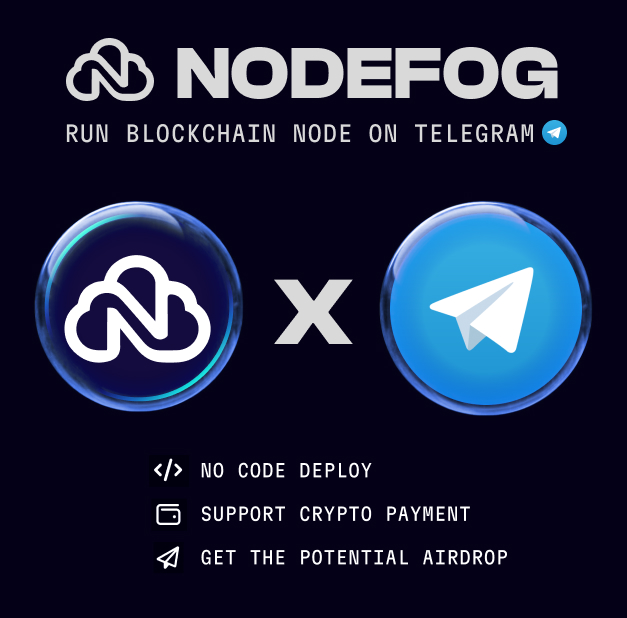 NODEFOG
RUN BLOCKCHAIN NODE ON TELEGRAM
X
NO CODE DEPLOY
SUPPORT CRYPTO PAYMENT
GET THE POTENTIAL AIRDROP